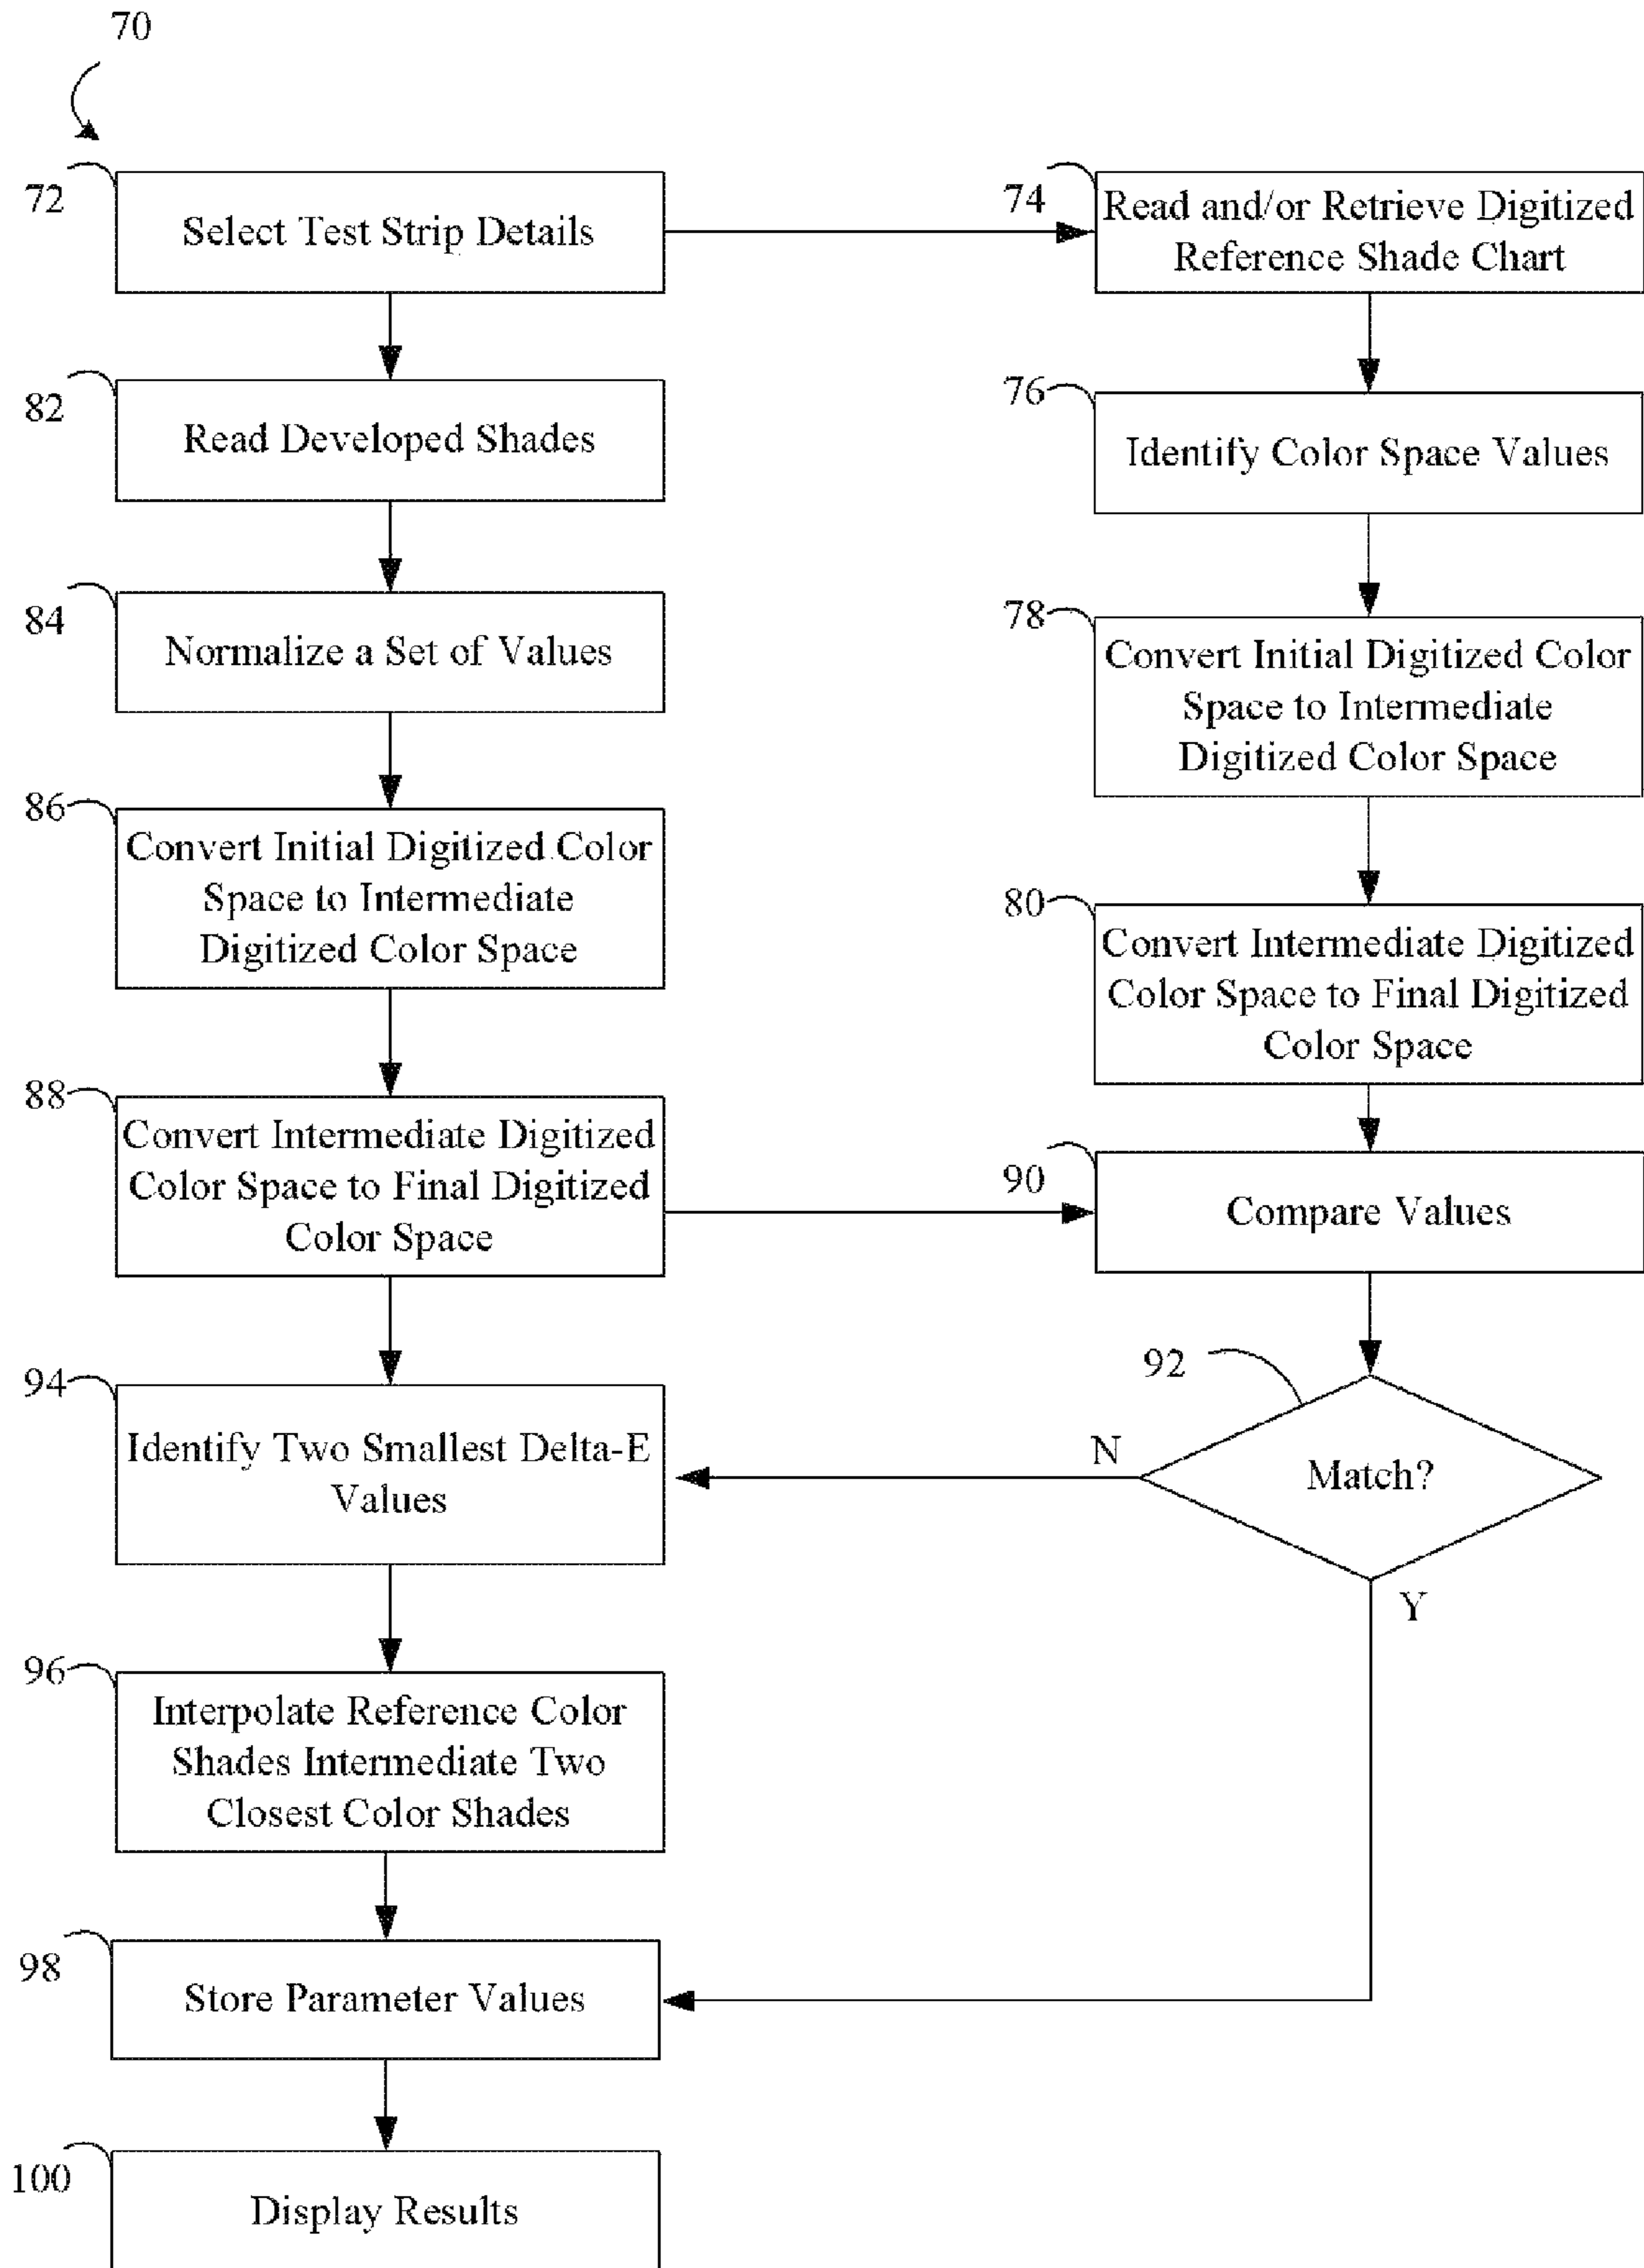 70
72
Select Test Strip Details
74
Read and/or Retrieve Digitized
Reference Shade Chart
82
Read Developed Shades
76
Identify Color Space Values
84
Normalize a Set of Values
78
Convert Initial Digitized Color
Space to Intermediate
Digitized Color Space
86
Convert Initial Digitized Color
Space to Intermediate
Digitized Color Space
80
Convert Intermediate Digitized
Color Space to Final Digitized
Color Space
88
Convert Intermediate Digitized
Color Space to Final Digitized
Color Space
90
Compare Values
92
Match?
N
Y
94
Identify Two Smallest Delta-E
Values
96
Interpolate Reference Color
Shades Intermediate Two
Closest Color Shades
98
Store Parameter Values
100
Display Results